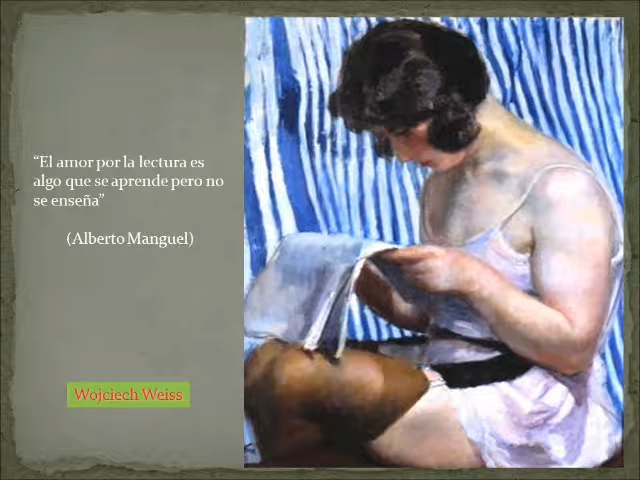 “El amor por la lectura es
algo que se aprende pero no
se enseña”
(Alberto Manguel)
Wojciech Weiss